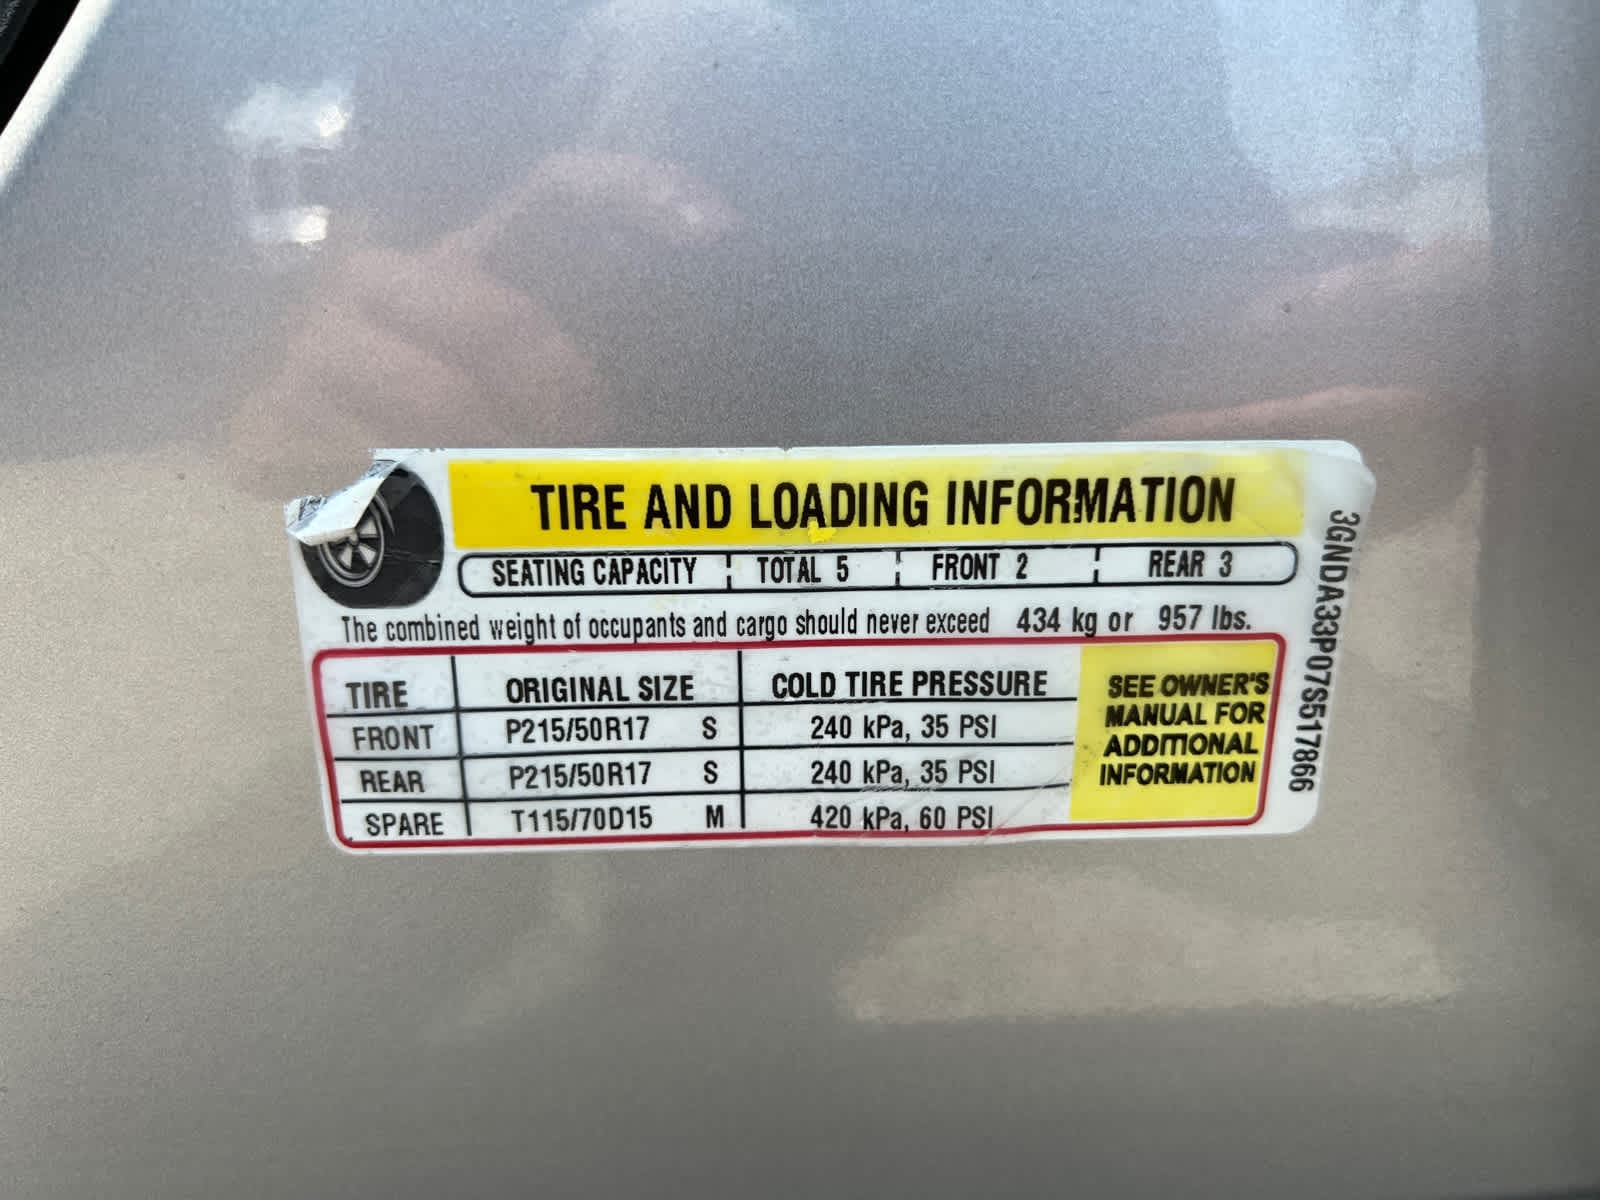 TIRE AND LOADING INFORMATION
SEATING CAPACITY TOTAL 5 FRONT 2 REAR 3
The combined weight of occupants and cargo should never exceed 434 kg or 957 lbs.
TIRE ORIGINAL SIZE COLD TIRE PRESSURE
FRONT P215/50R17 S 240 kPa, 35 PSI
REAR P215/50R17 S 240 kPa, 35 PSI
SPARE T115/70D15 M 420 kPa, 60 PSI
SEE OWNER'S
MANUAL FOR
ADDITIONAL
INFORMATION
3GNDA33P07S517866